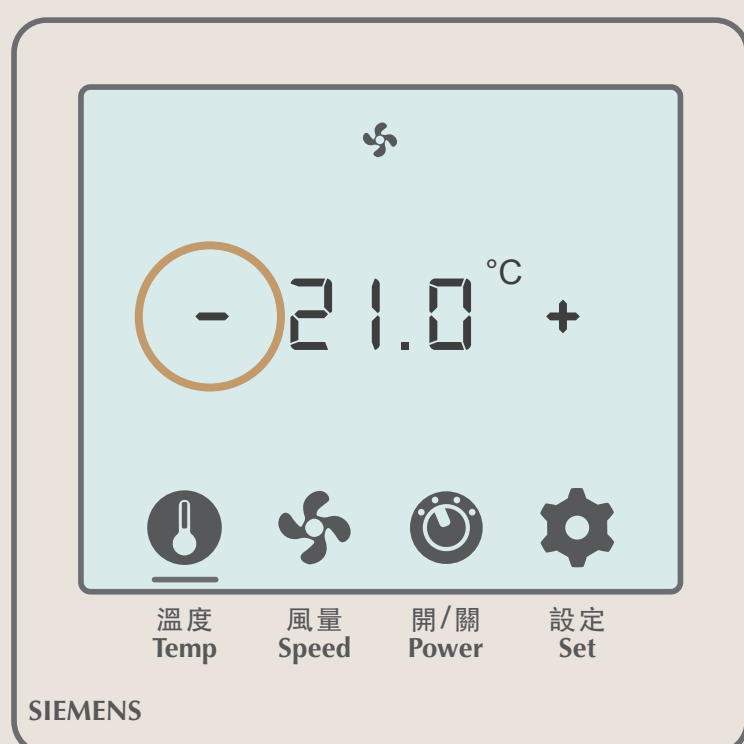 - 21.0 °C +
溫度 風量 開/關 設定
Temp Speed Power Set
SIEMENS